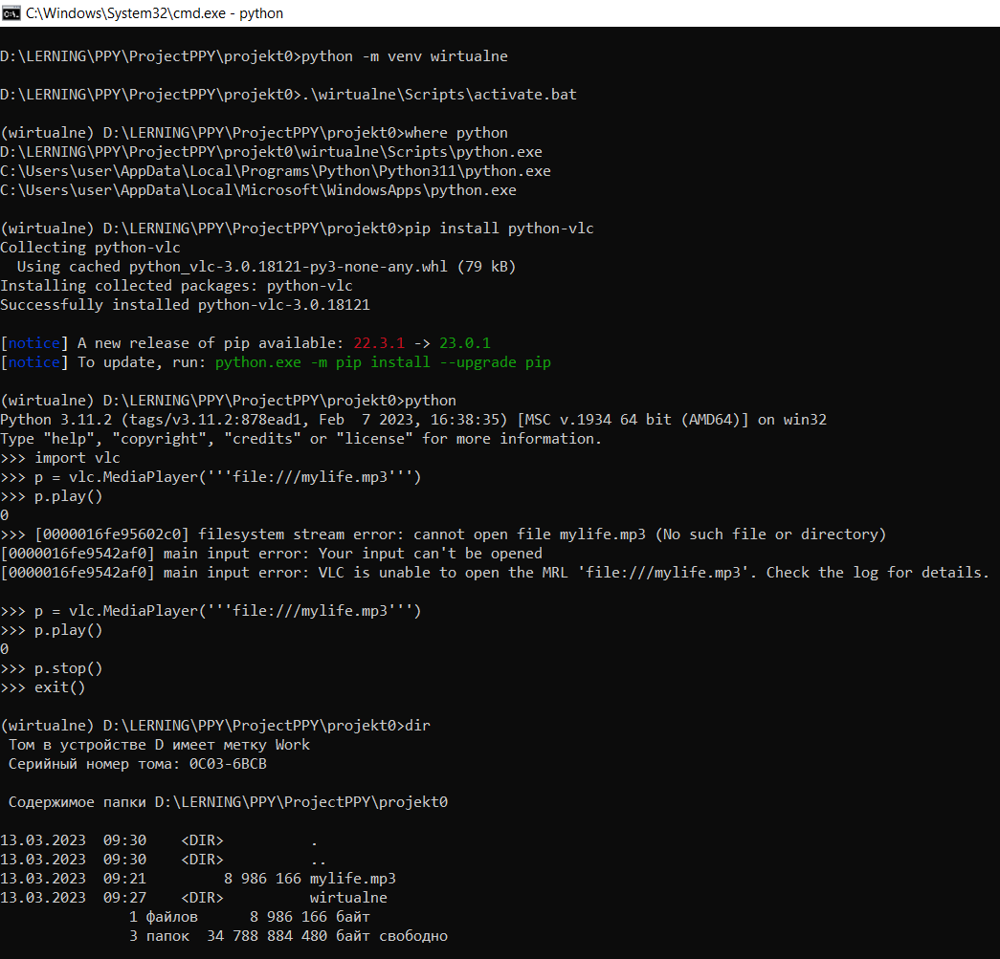 C:\Windows\System32\cmd.exe - python
D:\LERNING\PPY\ProjectPPY\projekt0>python -m venv wirtualne
D:\LERNING\PPY\ProjectPPY\projekt0>.\wirtualne\Scripts\activate.bat
(wirtualne) D:\LERNING\PPY\ProjectPPY\projekt0>where python
D:\LERNING\PPY\ProjectPPY\projekt0\wirtualne\Scripts\python.exe
C:\Users\user\AppData\Local\Programs\Python\Python311\python.exe
C:\Users\user\AppData\Local\Microsoft\WindowsApps\python.exe
(wirtualne) D:\LERNING\PPY\ProjectPPY\projekt0>pip install python-vlc
Collecting python-vlc
  Using cached python_vlc-3.0.18121-py3-none-any.whl (79 kB)
Installing collected packages: python-vlc
Successfully installed python-vlc-3.0.18121
[notice] A new release of pip available: 22.3.1 -> 23.0.1
[notice] To update, run: python.exe -m pip install --upgrade pip
(wirtualne) D:\LERNING\PPY\ProjectPPY\projekt0>python
Python 3.11.2 (tags/v3.11.2:878ead1, Feb  7 2023, 16:38:35) [MSC v.1934 64 bit (AMD64)] on win32
Type "help", "copyright", "credits" or "license" for more information.
>>> import vlc
>>> p = vlc.MediaPlayer('''file:///mylife.mp3''')
>>> p.play()
0
>>> [0000016fe95602c0] filesystem stream error: cannot open file mylife.mp3 (No such file or directory)
[0000016fe9542af0] main input error: Your input can't be opened
[0000016fe9542af0] main input error: VLC is unable to open the MRL 'file:///mylife.mp3'. Check the log for details.
>>> p = vlc.MediaPlayer('''file:///mylife.mp3''')
>>> p.play()
0
>>> p.stop()
>>> exit()
(wirtualne) D:\LERNING\PPY\ProjectPPY\projekt0>dir
 Том в устройстве D имеет метку Work
 Серийный номер тома: 0C03-6BCB
 Содержимое папки D:\LERNING\PPY\ProjectPPY\projekt0
13.03.2023  09:30    <DIR>          .
13.03.2023  09:30    <DIR>          ..
13.03.2023  09:21         8 986 166 mylife.mp3
13.03.2023  09:27    <DIR>          wirtualne
               1 файлов      8 986 166 байт
               3 папок  34 788 884 480 байт свободно